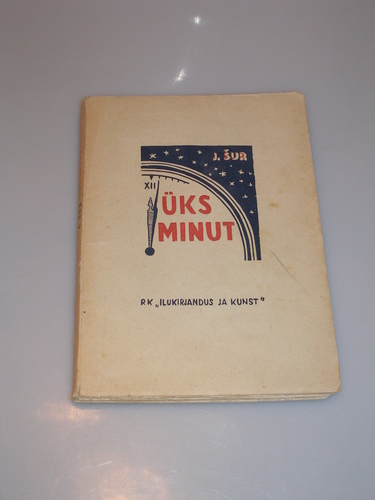 J. ŠUR
XII
ÜKS
MINUT
RK „ILUKIRJANDUS JA KUNST"